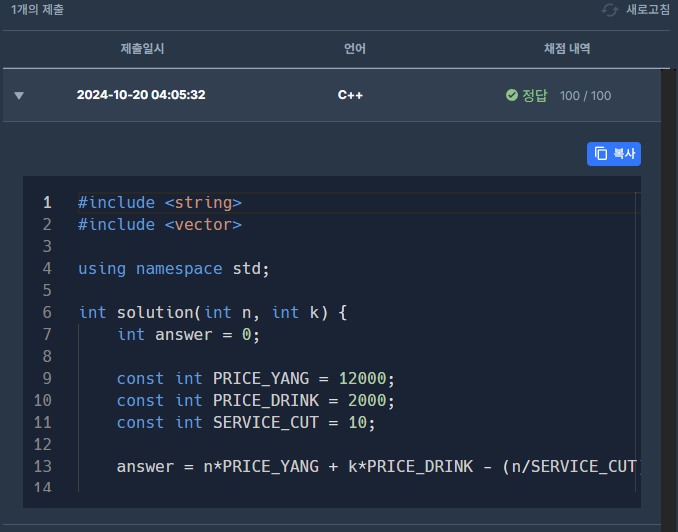 1개의 제출
새로고침
제출일시 언어 채점 내역
2024-10-20 04:05:32 C++ 정답 100 / 100
복사
1 #include <string>
2 #include <vector>
3
4 using namespace std;
5
6 int solution(int n, int k) {
7     int answer = 0;
8
9     const int PRICE_YANG = 12000;
10     const int PRICE_DRINK = 2000;
11     const int SERVICE_CUT = 10;
12
13     answer = n*PRICE_YANG + k*PRICE_DRINK - (n/SERVICE_CUT
14